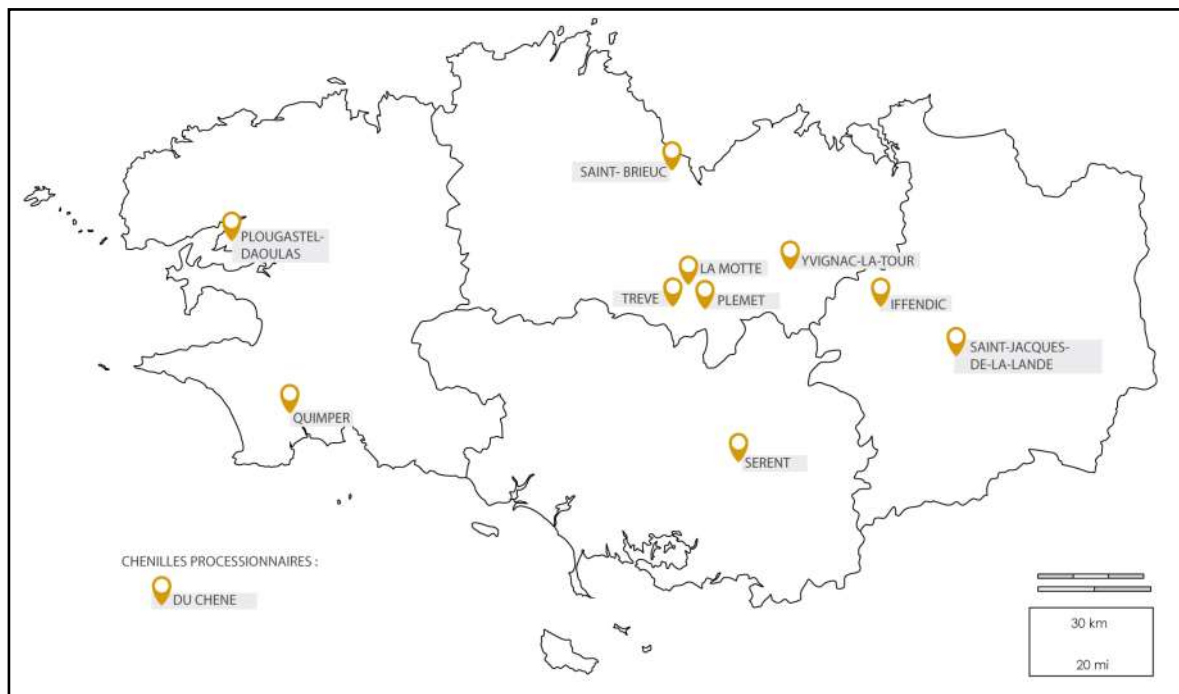 SAINT- BRIEUC
PLOUGASTEL-
DAOULAS
YVIGNAC-LA-TOUR
LA MOTTE
TREVE
PLEMET
IFFENDIC
SAINT-JACQUES-
DE-LA-LANDE
QUIMPER
SERENT
CHENILLES PROCESSIONNAIRES :
DU CHENE
30 km
20 mi